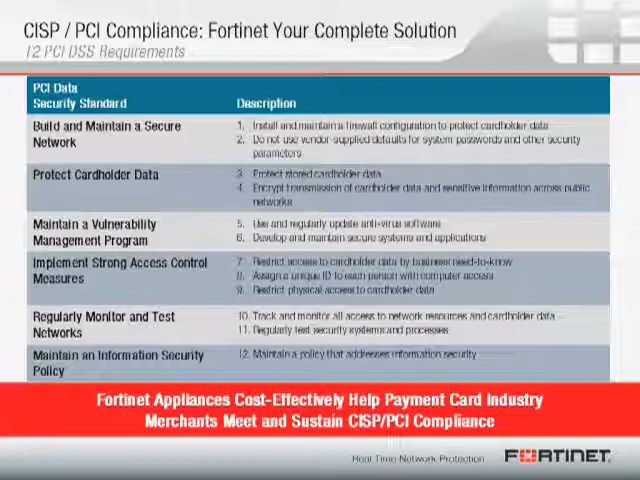 CISP / PCI Compliance: Fortinet Your Complete Solution
12 PCI DSS Requirements
PCI Data
Security Standard
Description
Build and Maintain a Secure
Network
1. Install and maintain a firewall configuration to protect cardholder data
2. Do not use vendor-supplied defaults for system passwords and other security
parameters
Protect Cardholder Data
3. Protect stored cardholder data
4. Encrypt transmission of cardholder data and sensitive information across public
networks
Maintain a Vulnerability
Management Program
5. Use and regularly update anti-virus software
6. Develop and maintain secure systems and applications
Implement Strong Access Control
Measures
7. Restrict access to cardholder data by business need-to-know
8. Assign a unique ID to each person with computer access
9. Restrict physical access to cardholder data
Regularly Monitor and Test
Networks
10. Track and monitor all access to network resources and cardholder data
11. Regularly test security systems and processes
Maintain an Information Security
Policy
12. Maintain a policy that addresses information security
Fortinet Appliances Cost-Effectively Help Payment Card Industry
Merchants Meet and Sustain CISP/PCI Compliance
Real Time Network Protection
FORTINET